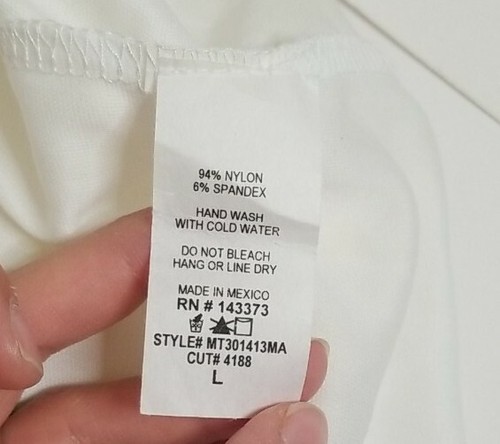 94% NYLON
6% SPANDEX
HAND WASH
WITH COLD WATER
DO NOT BLEACH
HANG OR LINE DRY
MADE IN MEXICO
RN # 143373
STYLE# MT301413MA
CUT# 4188
L